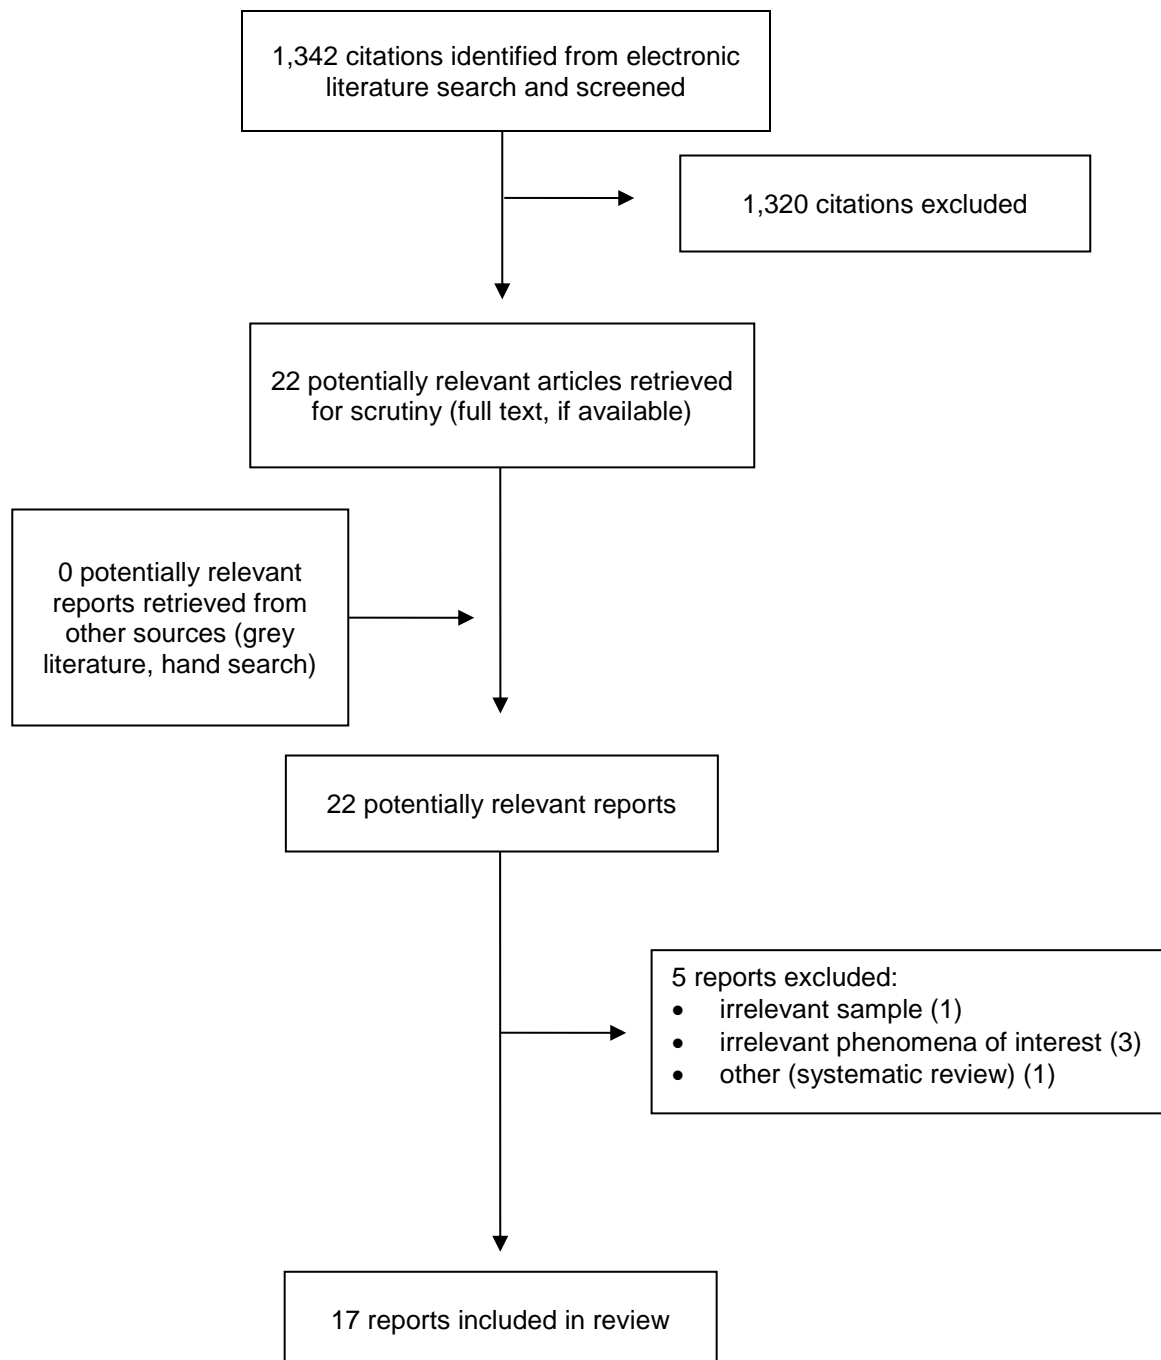 1,342 citations identified from electronic
literature search and screened
1,320 citations excluded
22 potentially relevant articles retrieved
for scrutiny (full text, if available)
0 potentially relevant
reports retrieved from
other sources (grey
literature, hand search)
22 potentially relevant reports
5 reports excluded:
• irrelevant sample (1)
• irrelevant phenomena of interest (3)
• other (systematic review) (1)
17 reports included in review